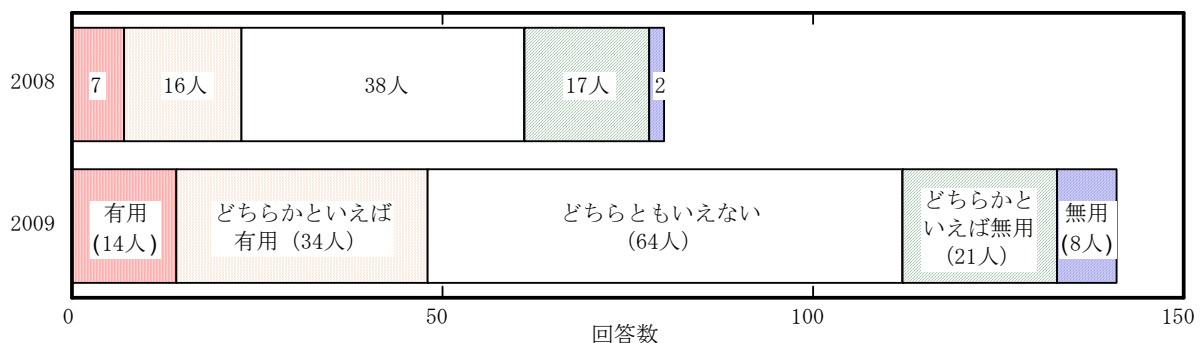 2008
7
16人
38人
17人
2
2009
有用
(14人)
どちらかといえば
有用（34人）
どちらともいえない
（64人）
どちらかと
いえば無用
（21人）
無用
(8人)
0
50
100
150
回答数